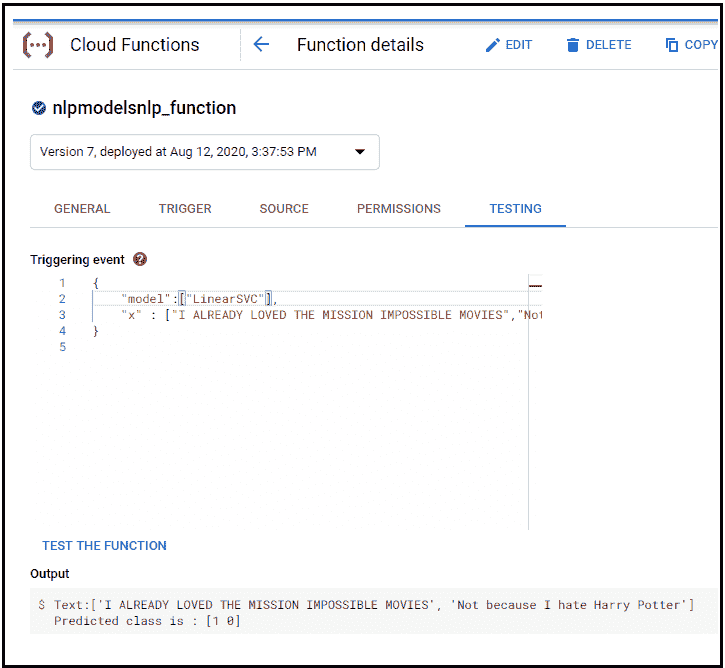 Cloud Functions
Function details
EDIT
DELETE
COPY
nlpmodelsnlp_function
Version 7, deployed at Aug 12, 2020, 3:37:53 PM
GENERAL
TRIGGER
SOURCE
PERMISSIONS
TESTING
Triggering event ?
1 {
2 "model":["LinearSVC"],
3 "x" : ["I ALREADY LOVED THE MISSION IMPOSSIBLE MOVIES","Not
4 }
5
TEST THE FUNCTION
Output
$ Text:['I ALREADY LOVED THE MISSION IMPOSSIBLE MOVIES', 'Not because I hate Harry Potter']
Predicted class is : [1 0]